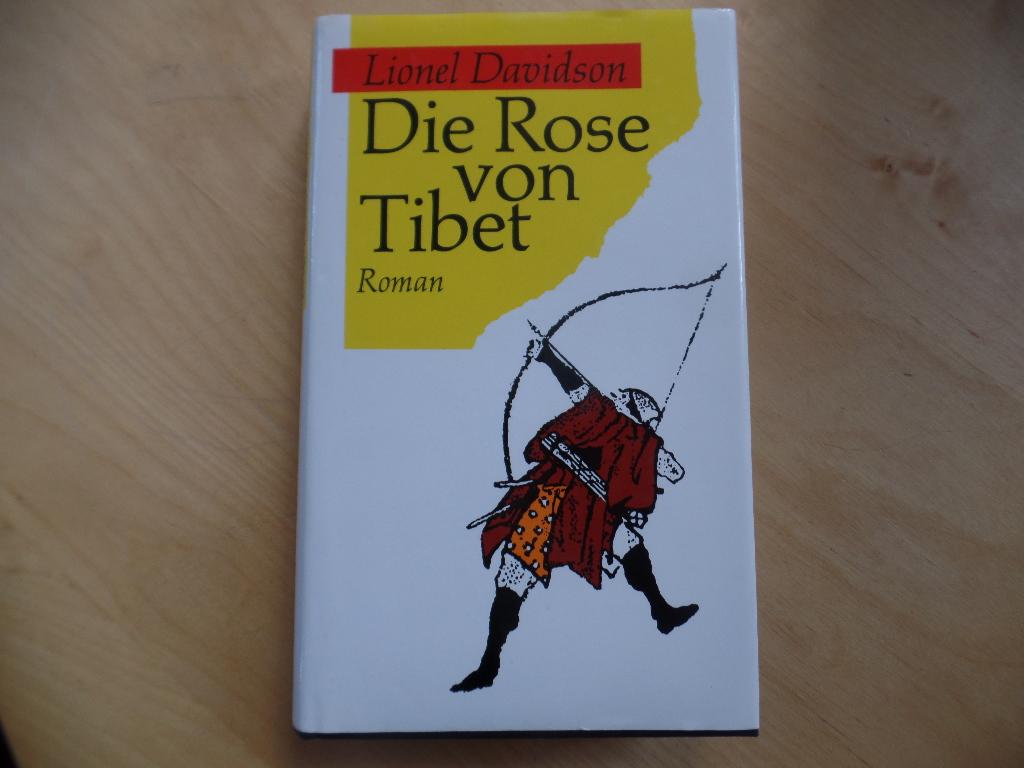 Lionel Davidson
Die Rose
von
Tibet
Roman